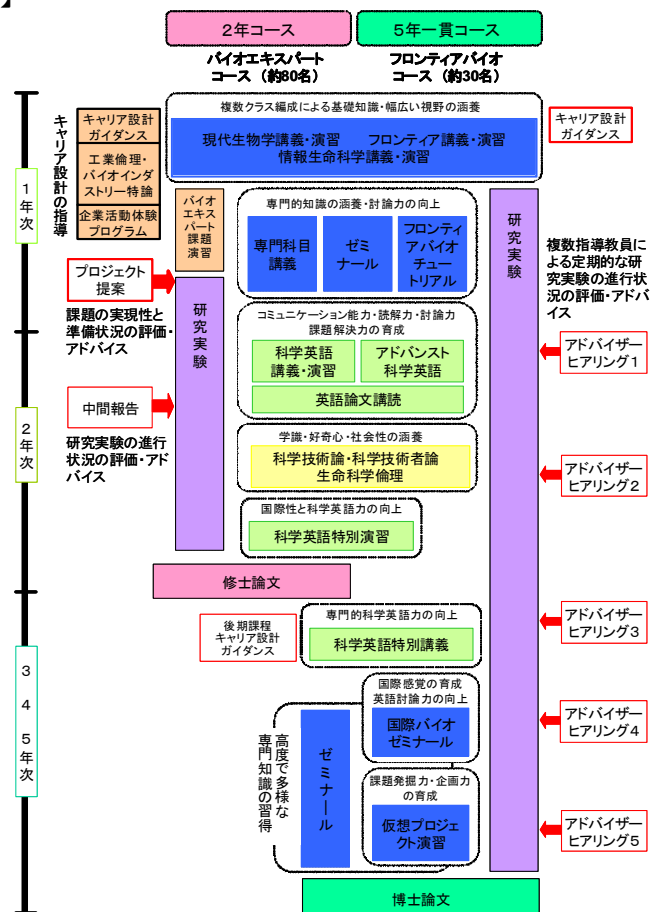 】
2年コース
5年一貫コース
バイオエキスパート
コース（約80名）
フロンティアバイオ
コース（約30名）
複数クラス編成による基礎知識・幅広い視野の涵養
現代生物学講義・演習　フロンティア講義・演習
情報生命科学講義・演習
キャリア設計の指導
キャリア設計
ガイダンス
工業倫理・
バイオインダ
ストリー特論
企業活動体験
プログラム
キャリア設計
ガイダンス
1年次
バイオ
エキス
パート
課題
演習
専門的知識の涵養・討論力の向上
専門科目
講義
ゼミ
ナール
フロンティ
アバイオ
チュー
トリアル
研究実験
複数指導教員に
よる定期的な研
究実験の進行状
況の評価・アドバ
イス
プロジェクト
提案
課題の実現性と
準備状況の評価・
アドバイス
研究実験
コミュニケーション能力・読解力・討論力
課題解決力の育成
科学英語
講義・演習
アドバンスト
科学英語
英語論文講読
アドバイザー
ヒアリング1
2年次
中間報告
研究実験の進行
状況の評価・アド
バイス
学識・好奇心・社会性の涵養
科学技術論・科学技術者論
生命科学倫理
アドバイザー
ヒアリング2
国際性と科学英語力の向上
科学英語特別演習
修士論文
3
4
5年次
後期課程
キャリア設計
ガイダンス
専門的科学英語力の向上
科学英語特別講義
アドバイザー
ヒアリング3
国際感覚の育成
英語討論力の向上
国際バイオ
ゼミナール
アドバイザー
ヒアリング4
高度で多様な
専門知識の習得
ゼミナール
課題発掘力・企画力
の育成
仮想プロジェ
クト演習
アドバイザー
ヒアリング5
博士論文